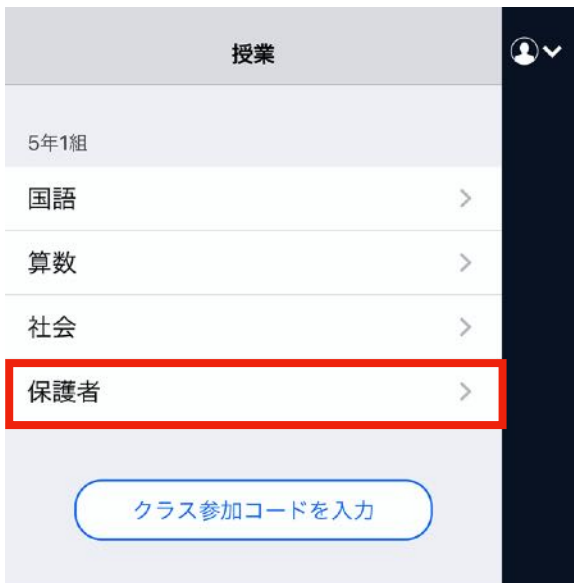 授業
5年1組
国語
算数
社会
保護者
クラス参加コードを入力